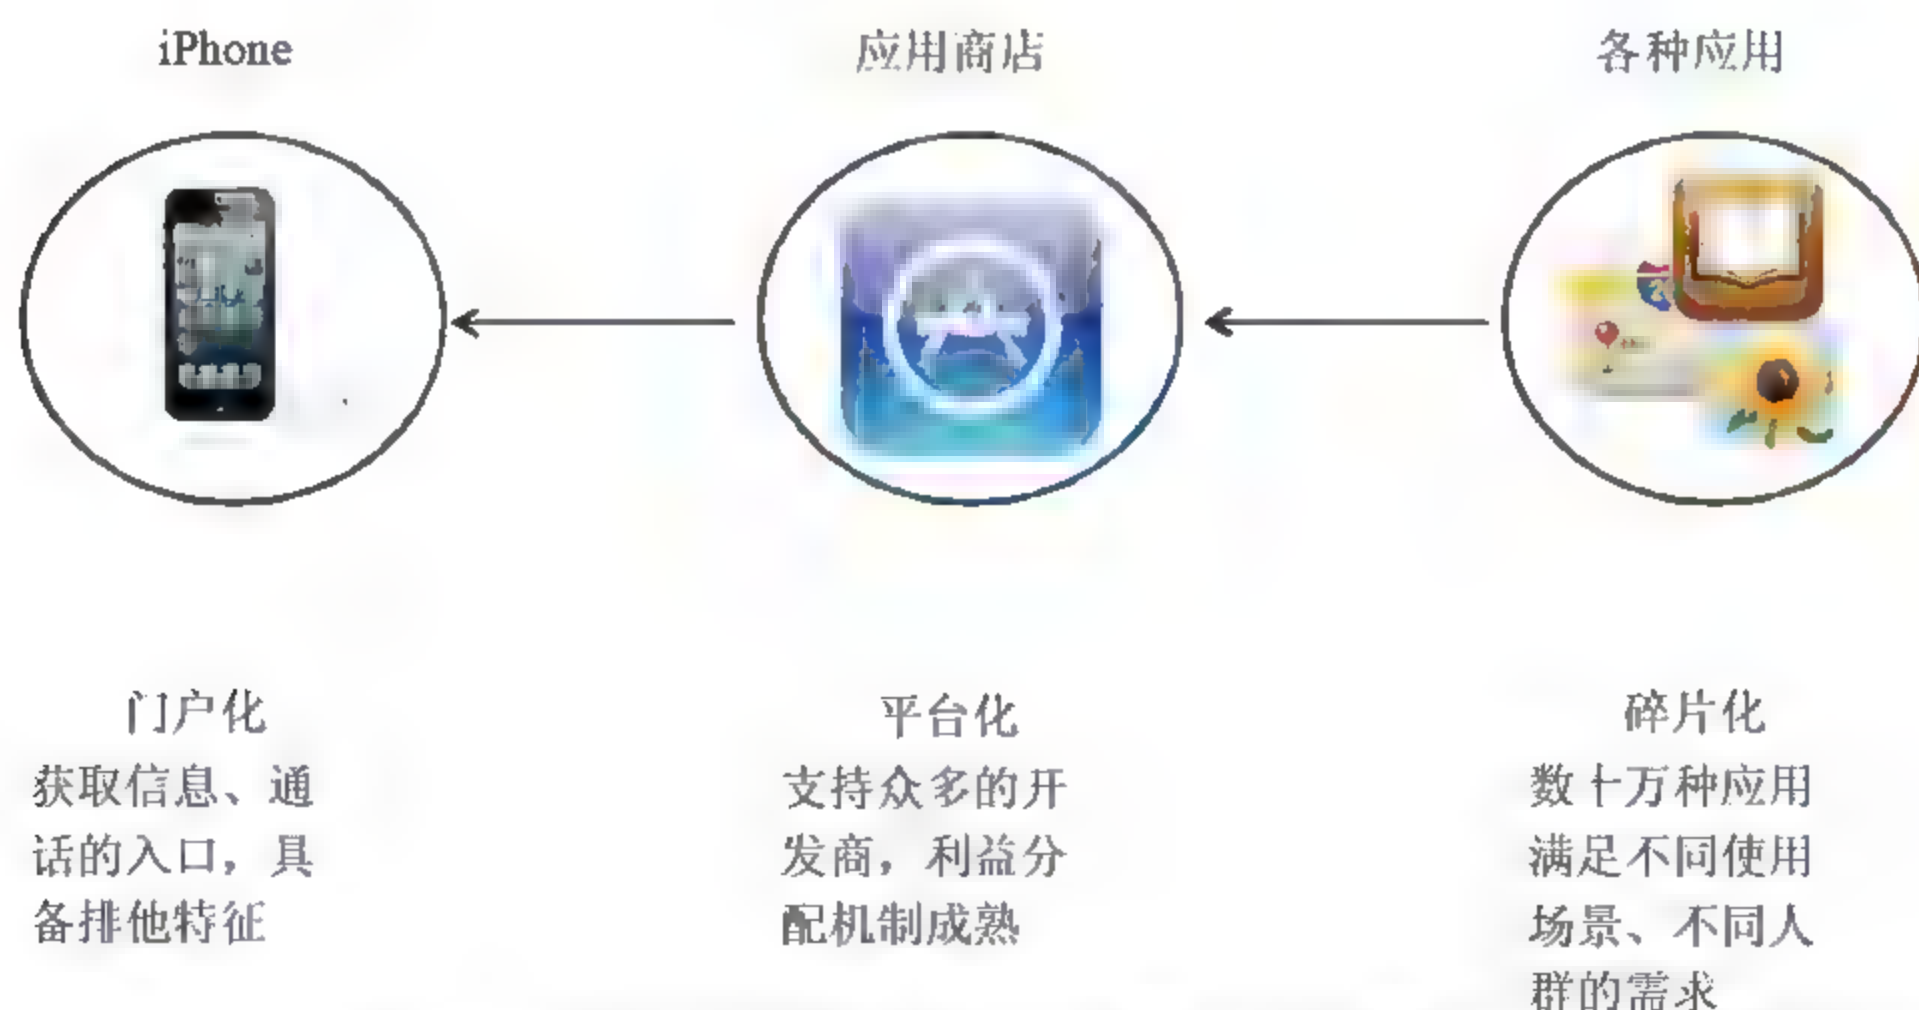 iPhone
应用商店
各种应用
门户化
获取信息、通
话的入口，具
备排他特征
平台化
支持众多的开
发商，利益分
配机制成熟
碎片化
数十万种应用
满足不同使用
场景、不同人
群的需求